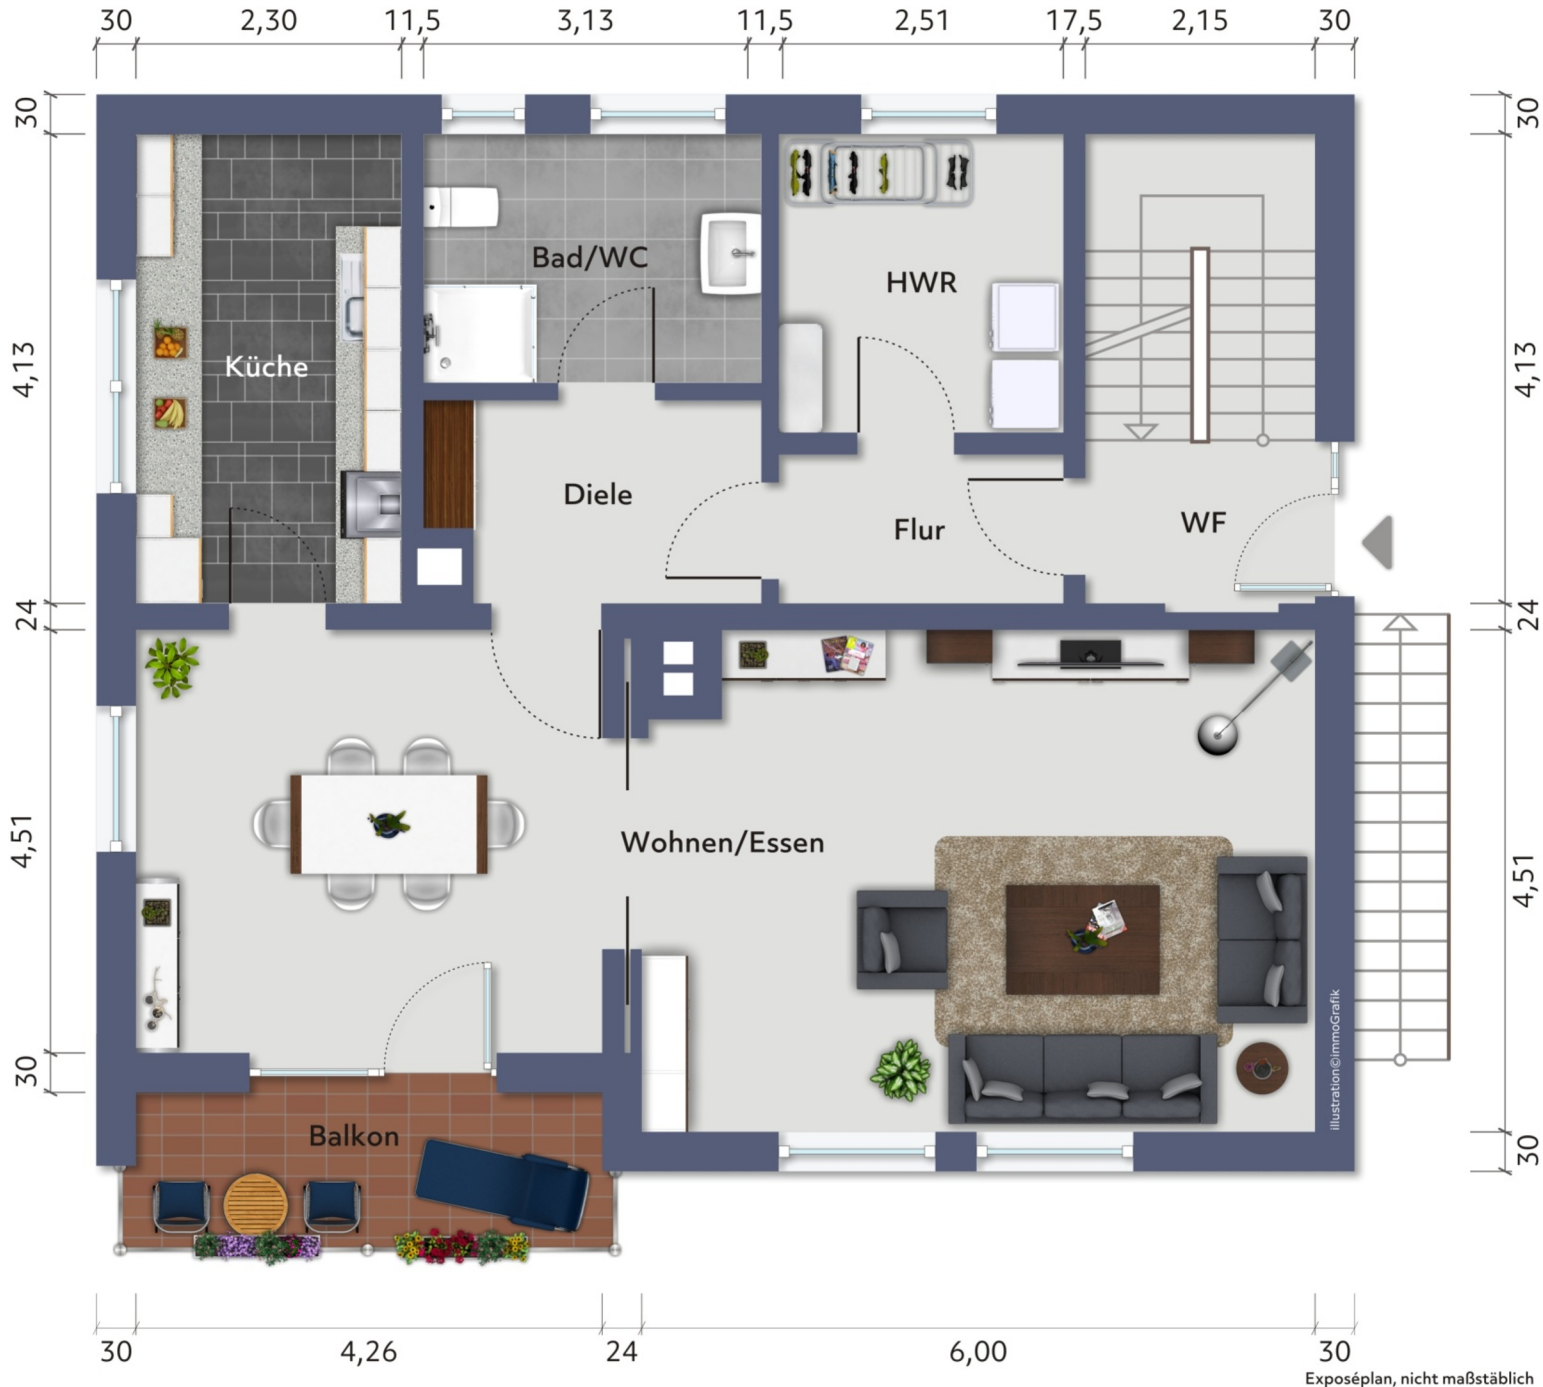 30 2,30 11,5 3,13 11,5 2,51 17,5 2,15 30
30
30
Bad/WC
HWR
Küche
4,13
4,13
Diele
WF
Flur
24
24
4,51
Wohnen/Essen
4,51
illustration©immoGrafik
30
Balkon
30
30 4,26 24 6,00 30
Exposéplan, nicht maßstäblich